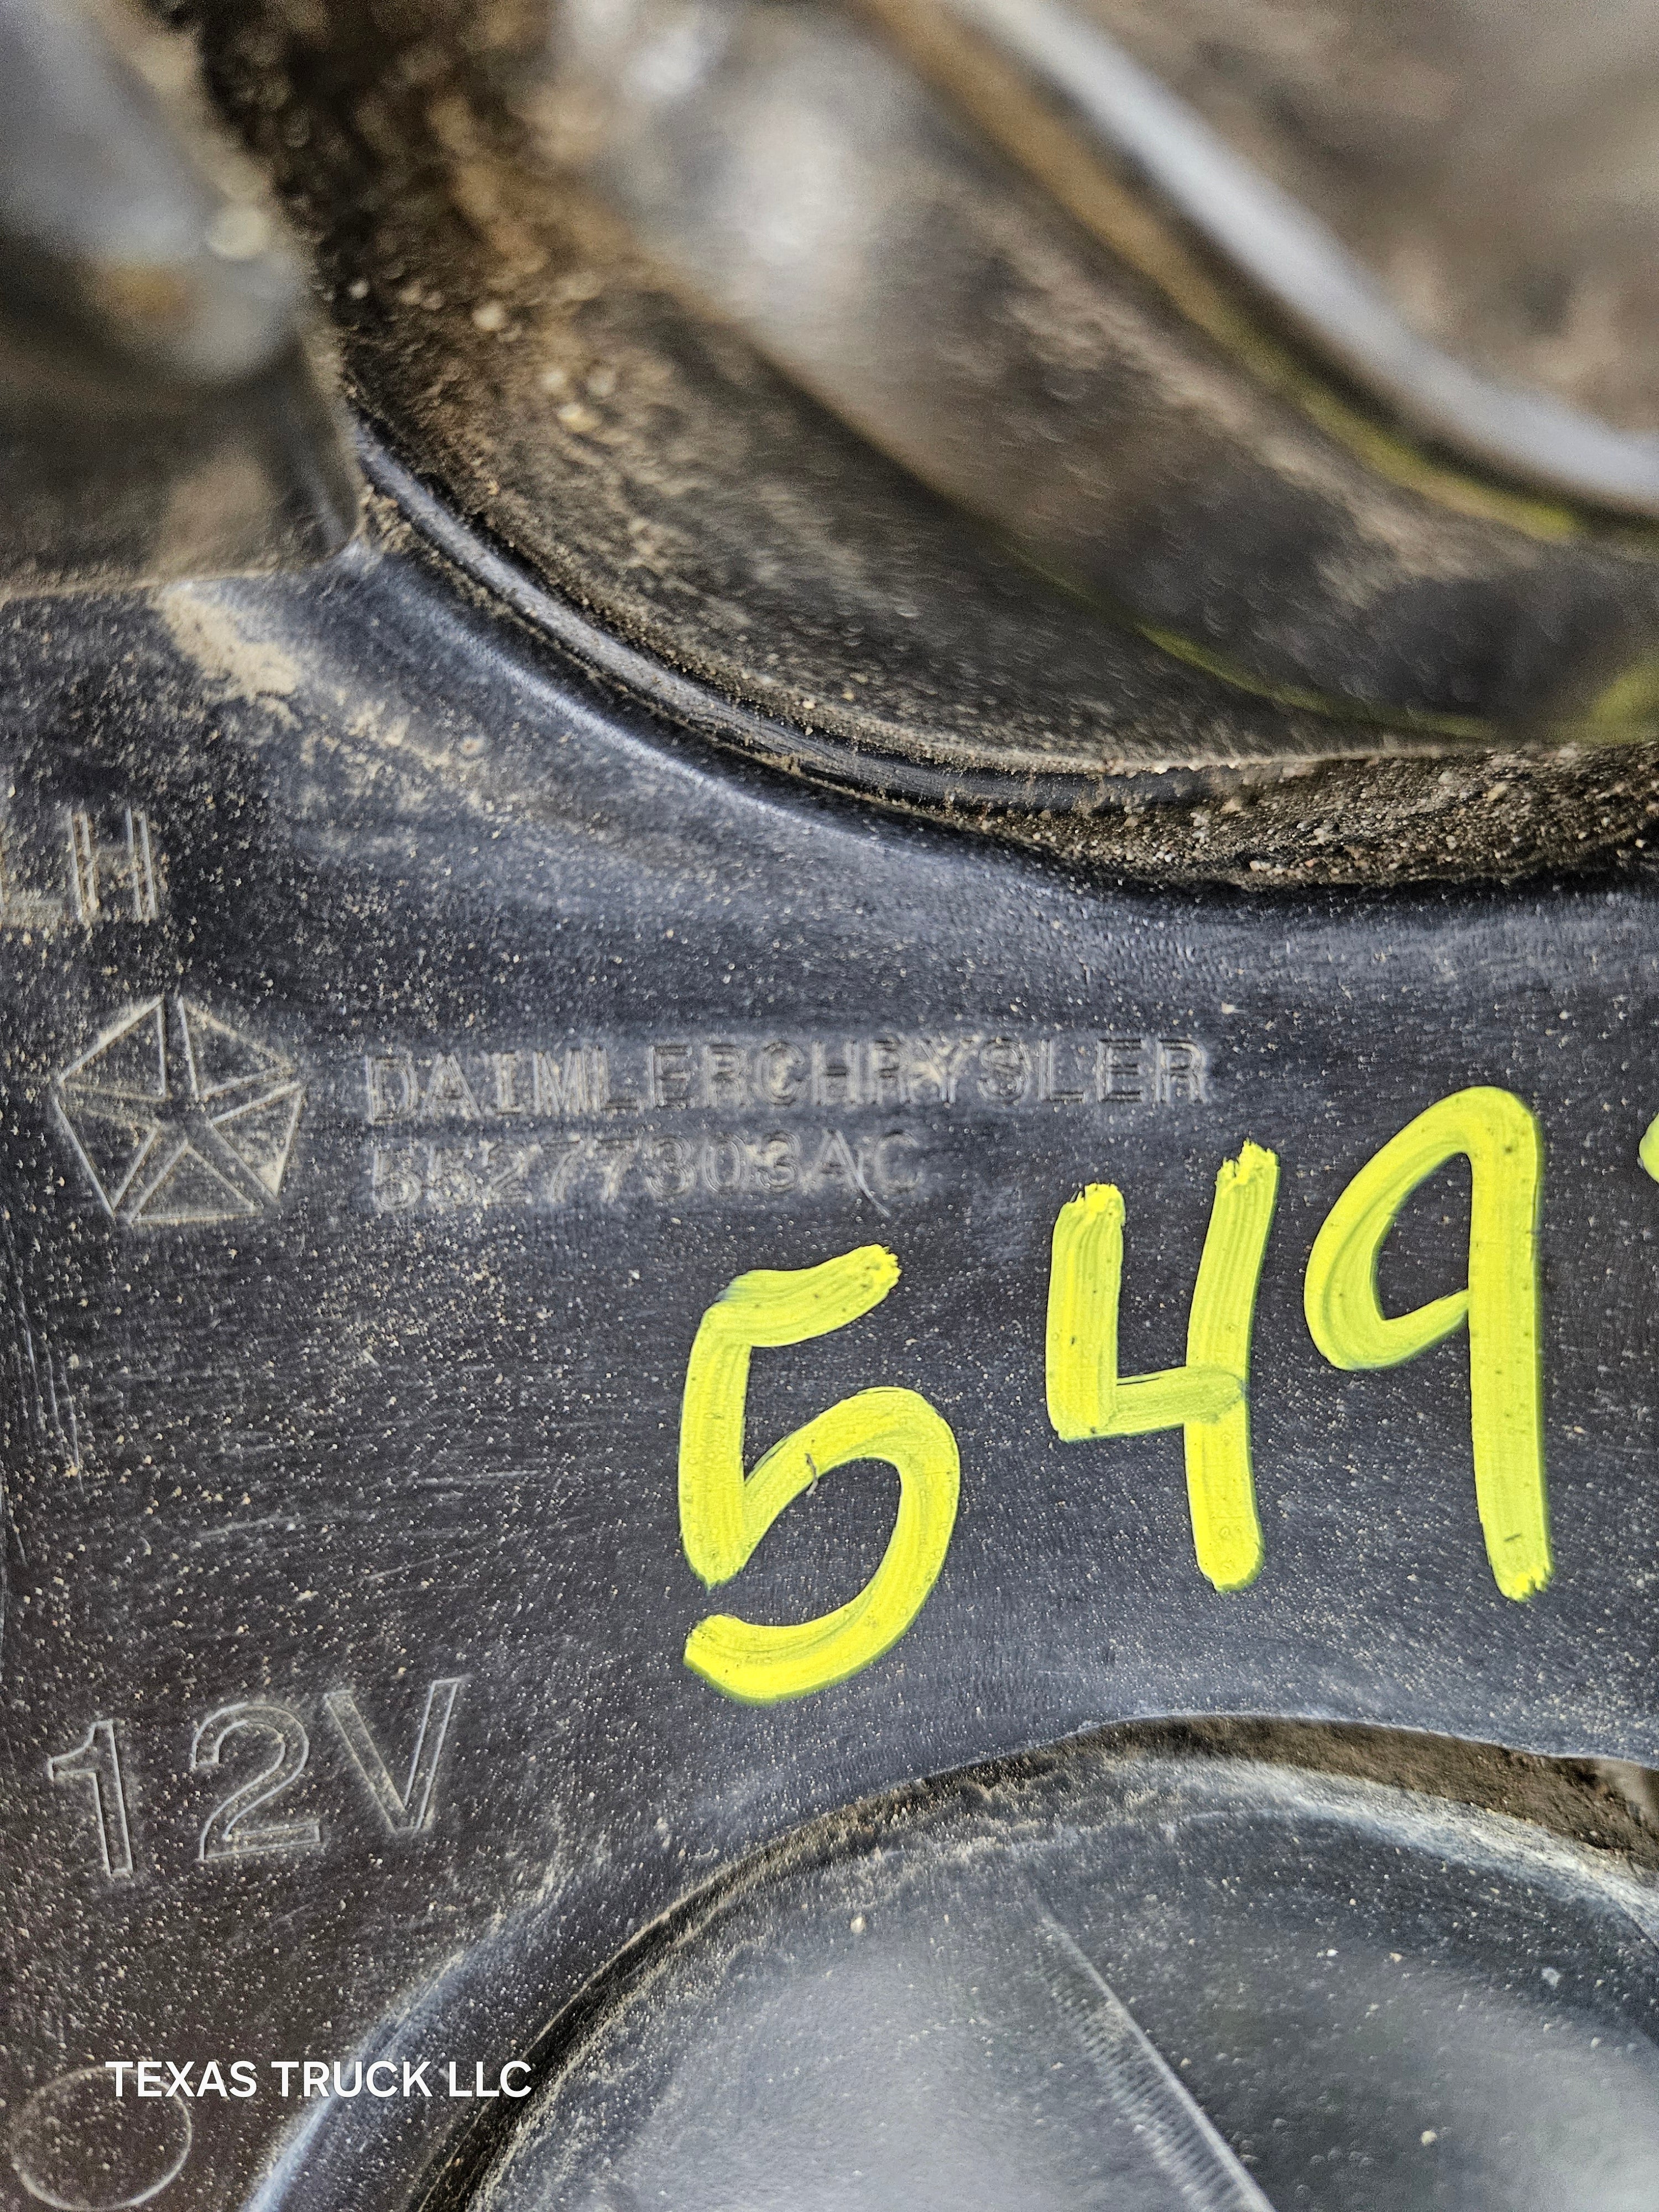 LH
DAIMLERCHRYSLER
55277303AC
549
12V
TEXAS TRUCK LLC